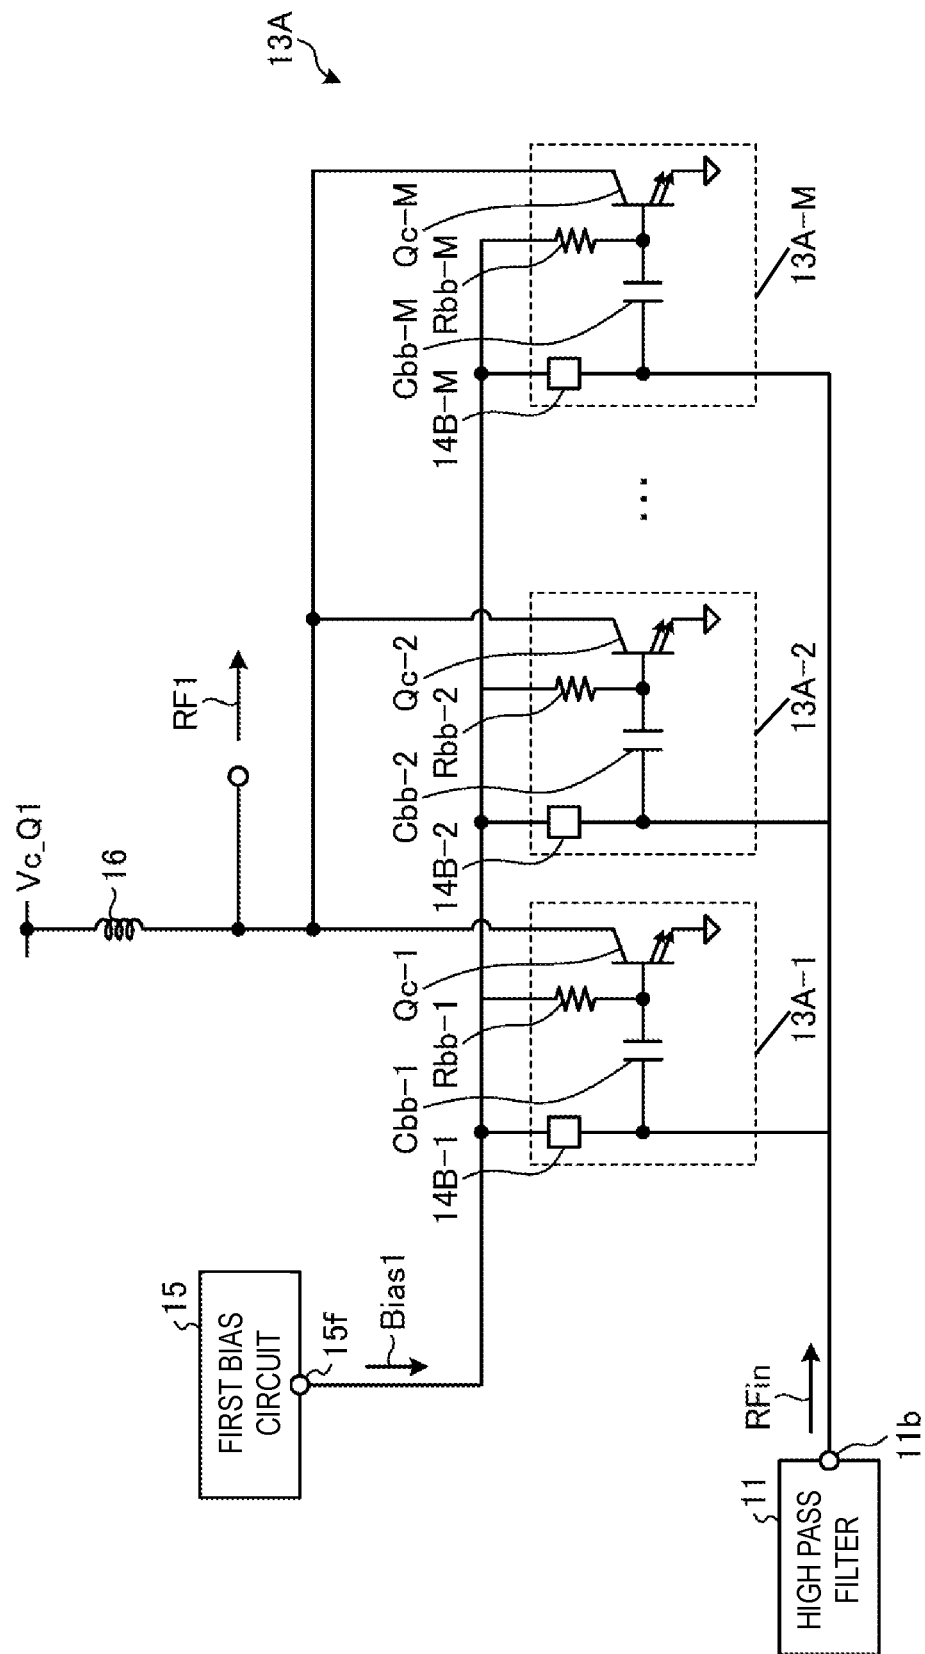 13A
Vc_Q1
16
RF1
Qc-1
Rbb-1
Cbb-1
14B-1
13A-1
Qc-2
Rbb-2
Cbb-2
14B-2
13A-2
...
Qc-M
Rbb-M
Cbb-M
14B-M
13A-M
15
FIRST BIAS
CIRCUIT
15f
Bias1
11
HIGH PASS
FILTER
11b
RFin